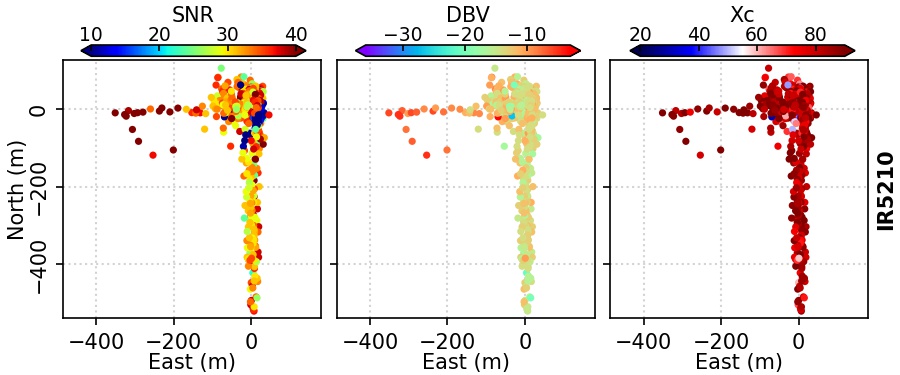 SNR DBV Xc
10 20 30 40 −30 −20 −10 20 40 60 80
0
−200
−400
North (m)
IR5210
−400 −200 0 −400 −200 0 −400 −200 0
East (m) East (m) East (m)